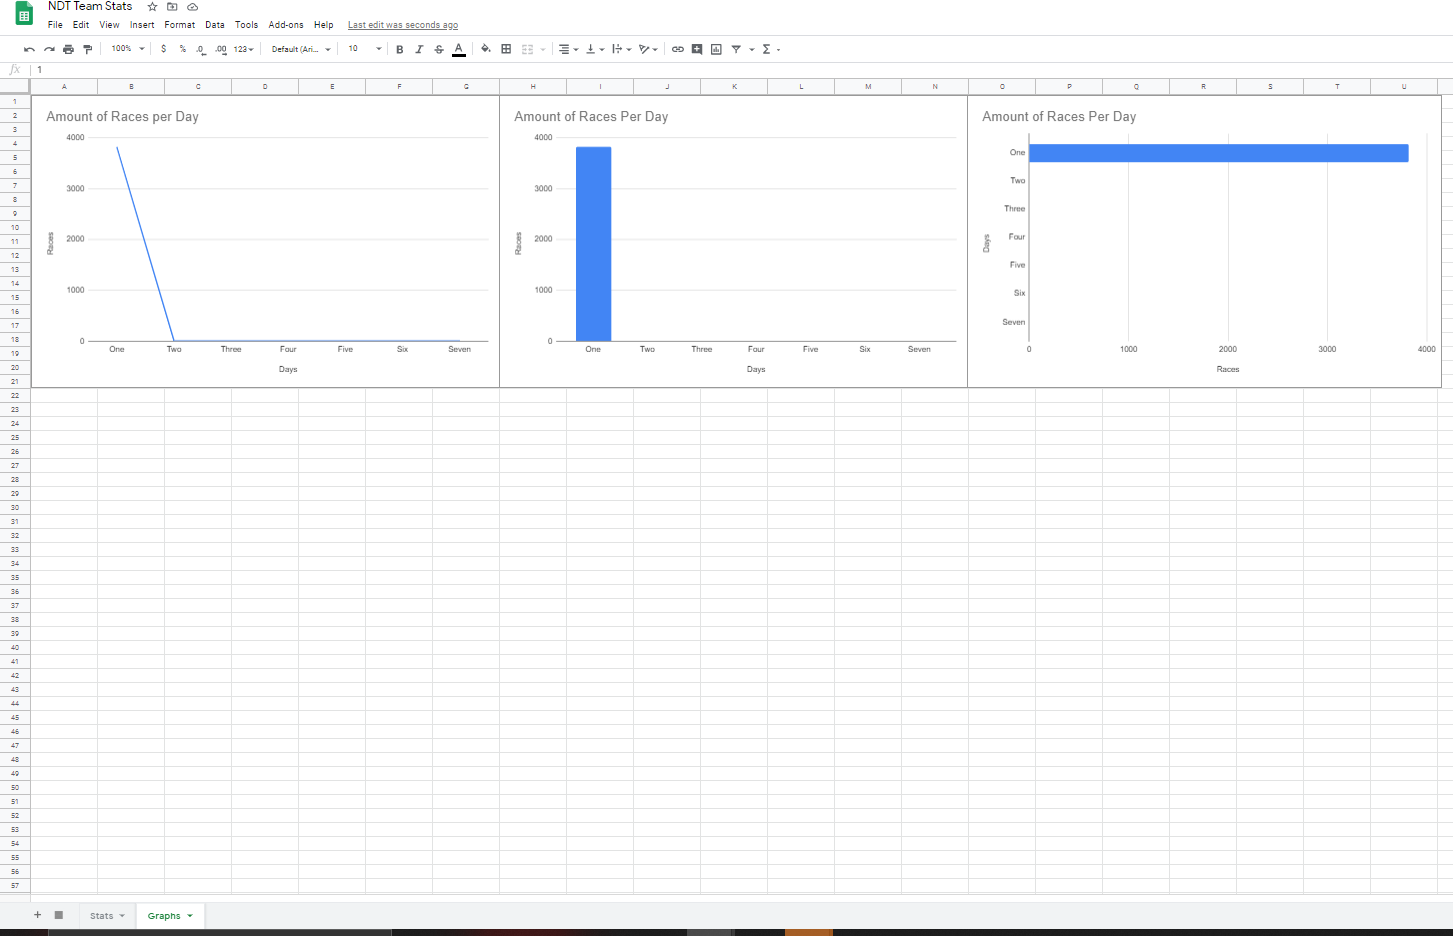 NDT Team Stats
File Edit View Insert Format Data Tools Add-ons Help Last edit was seconds ago
100% $ % .0 .00 123 Default (Ari... 10 B I S A
fx 1
A B C D E F G H I J K L M N O P Q R S T U
1
2
3
4
5
6
7
8
9
10
11
12
13
14
15
16
17
18
19
20
21
22
23
24
25
26
27
28
29
30
31
32
33
34
35
36
37
38
39
40
41
42
43
44
45
46
47
48
49
50
51
52
53
54
55
56
57
Amount of Races per Day
4000
3000
2000
1000
0
Races
One Two Three Four Five Six Seven
Days
Amount of Races Per Day
4000
3000
2000
1000
0
Races
One Two Three Four Five Six Seven
Days
Amount of Races Per Day
One
Two
Three
Four
Five
Six
Seven
Days
0 1000 2000 3000 4000
Races
+ Stats Graphs